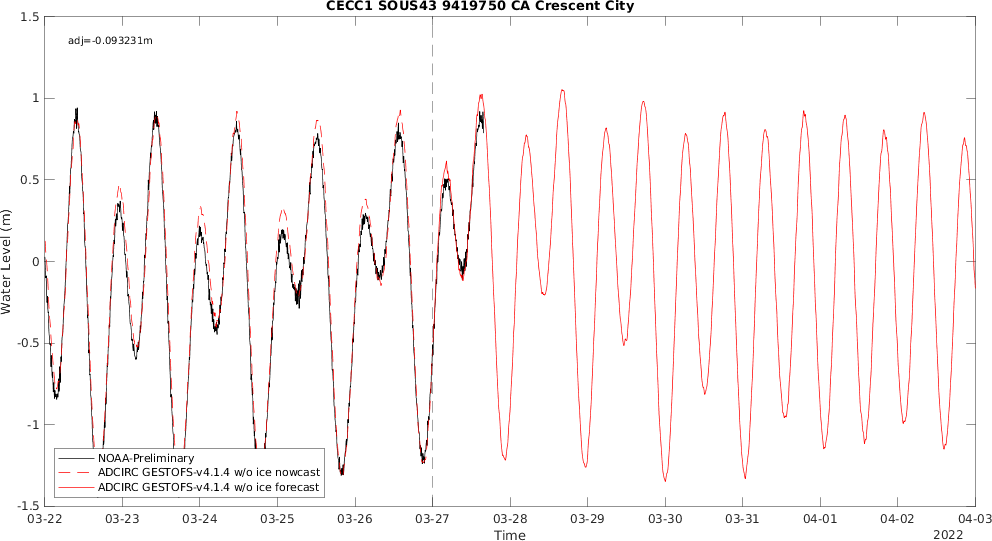 CECC1 SOUS43 9419750 CA Crescent City
adj=-0.093231m
1.5
1
0.5
0
-0.5
-1
-1.5
Water Level (m)
NOAA-Preliminary
ADCIRC GESTOFS-v4.1.4 w/o ice nowcast
ADCIRC GESTOFS-v4.1.4 w/o ice forecast
03-22 03-23 03-24 03-25 03-26 03-27 03-28 03-29 03-30 03-31 04-01 04-02 04-03
Time
2022